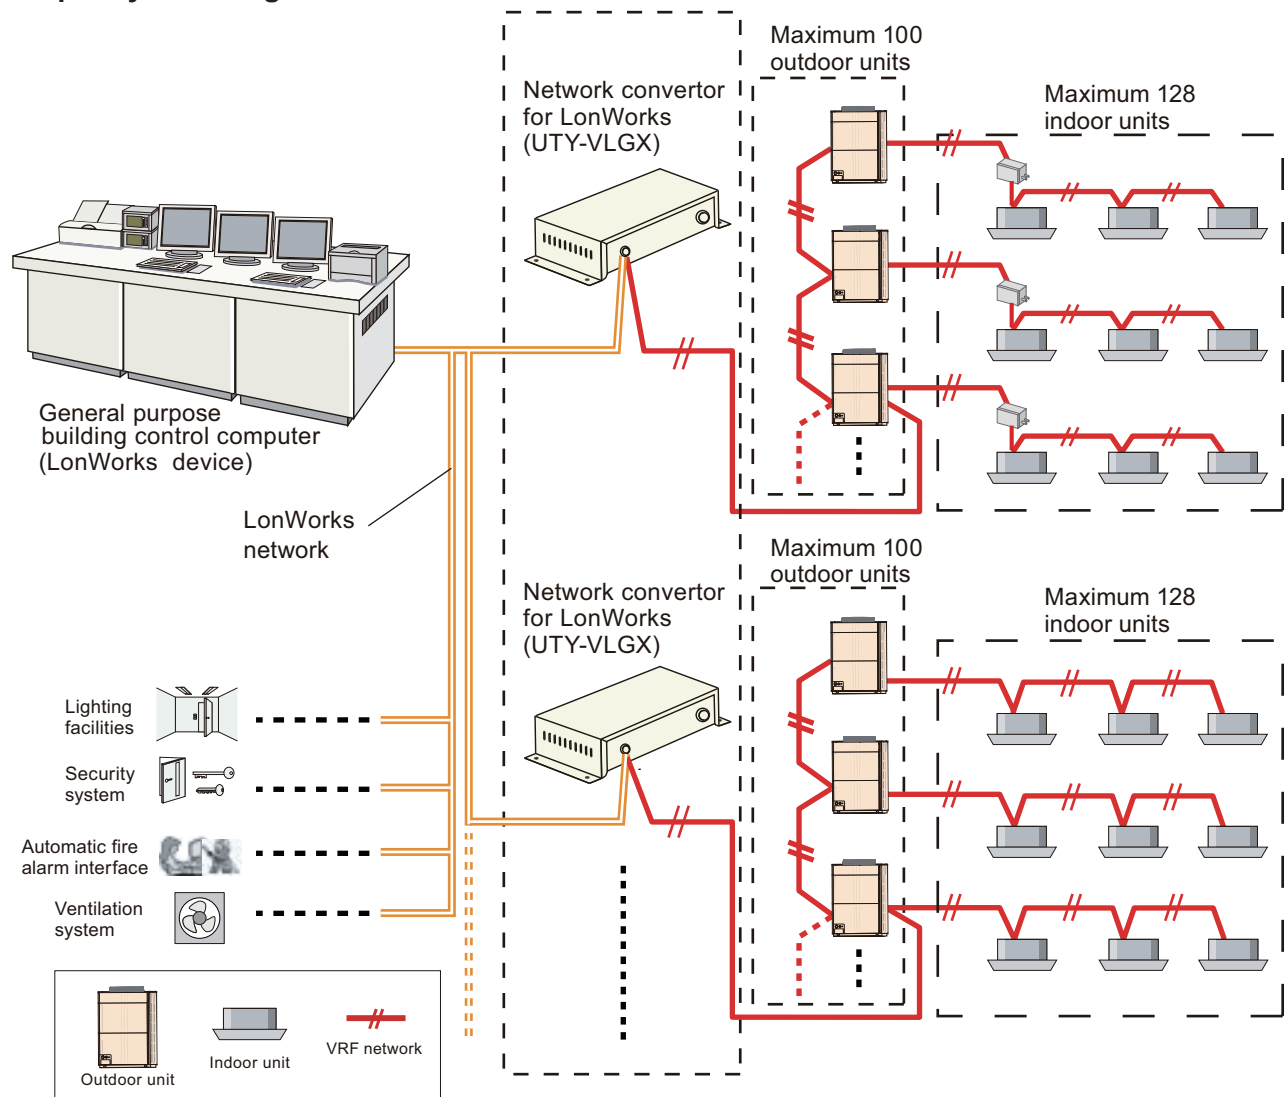 Maximum 100
outdoor units
Network convertor
for LonWorks
(UTY-VLGX)
Maximum 128
indoor units
General purpose
building control computer
(LonWorks device)
LonWorks
network
Maximum 100
outdoor units
Network convertor
for LonWorks
(UTY-VLGX)
Maximum 128
indoor units
Lighting
facilities
Security
system
Automatic fire
alarm interface
Ventilation
system
Outdoor unit
Indoor unit
VRF network